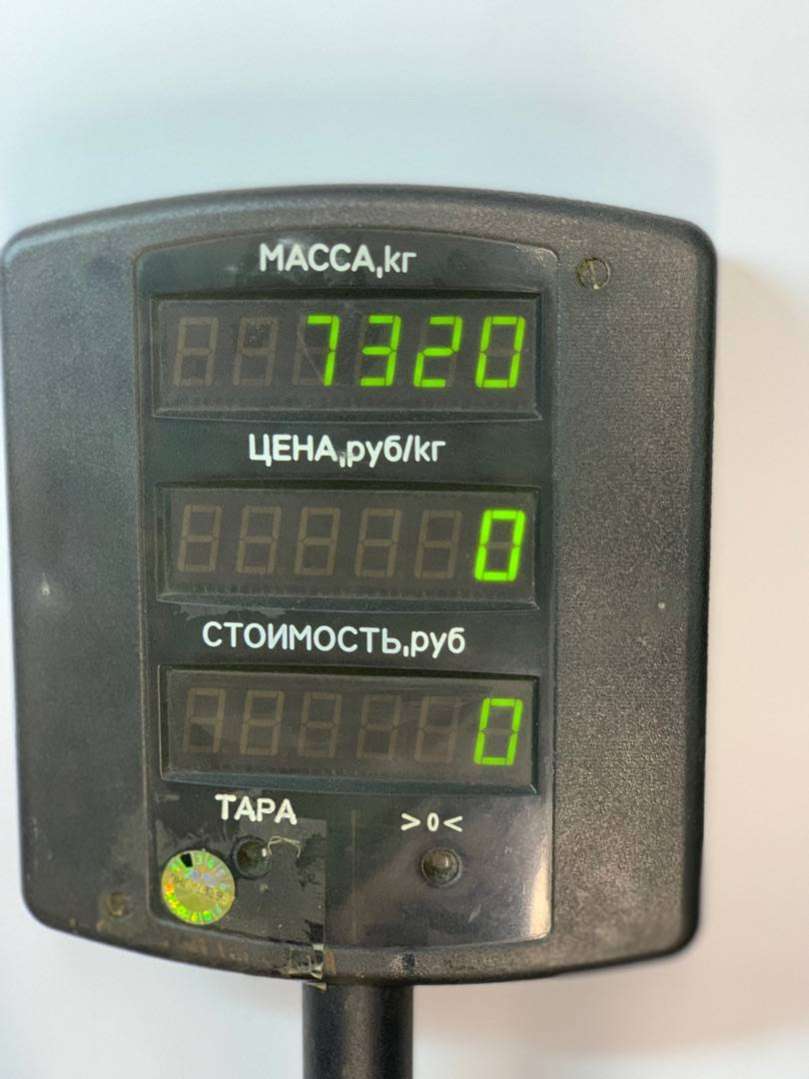 МАССА,кг
7320
ЦЕНА,руб/кг
0
СТОИМОСТЬ,руб
0
ТАРА >0<